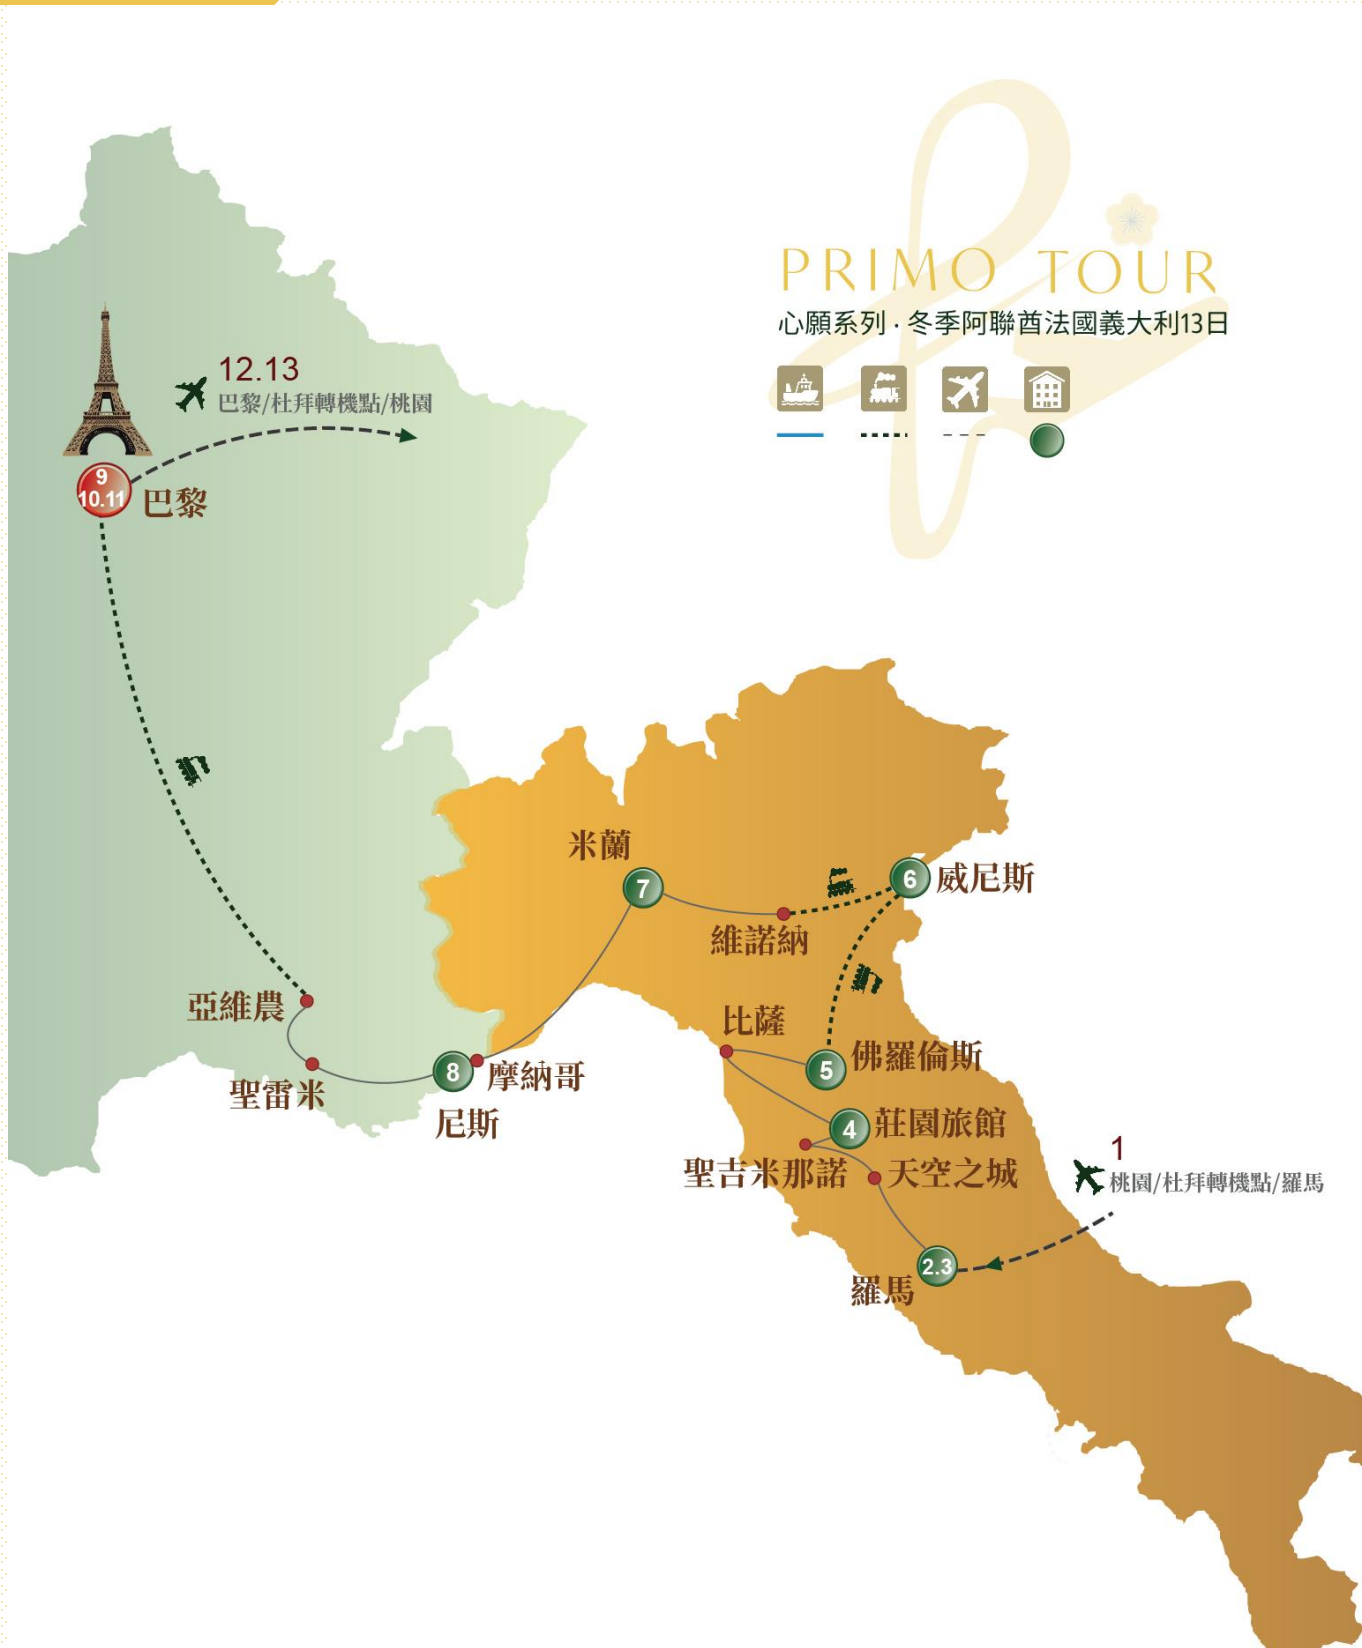 PRIMO TOUR
心願系列·冬季阿聯酋法國義大利13日
12.13
巴黎/杜拜轉機點/桃園
9
10.11
巴黎
米蘭
7
6
威尼斯
維諾納
亞維農
比薩
佛羅倫斯
5
8
摩納哥
聖雷米
尼斯
4
莊園旅館
聖吉米那諾
天空之城
1
桃園/杜拜轉機點/羅馬
2.3
羅馬